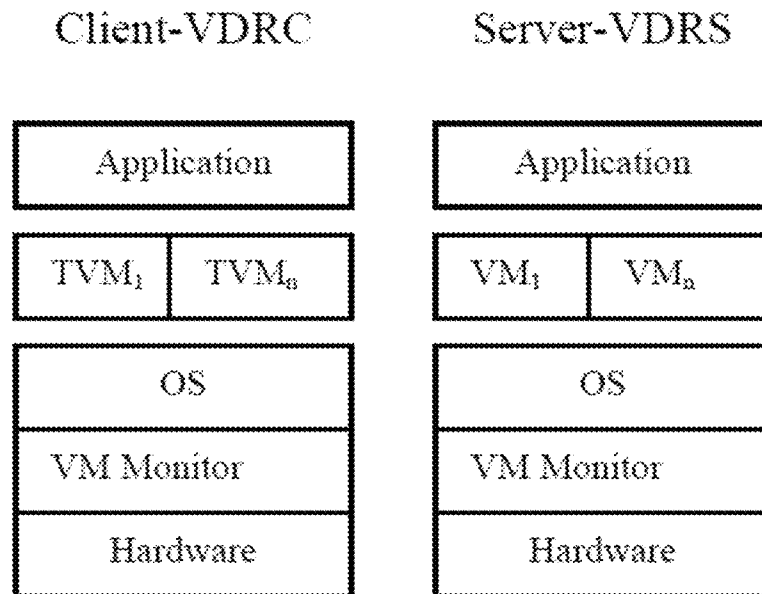 Client-VDRC
Application
TVM₁ TVMₙ
OS
VM Monitor
Hardware
Server-VDRS
Application
VM₁ VMₙ
OS
VM Monitor
Hardware